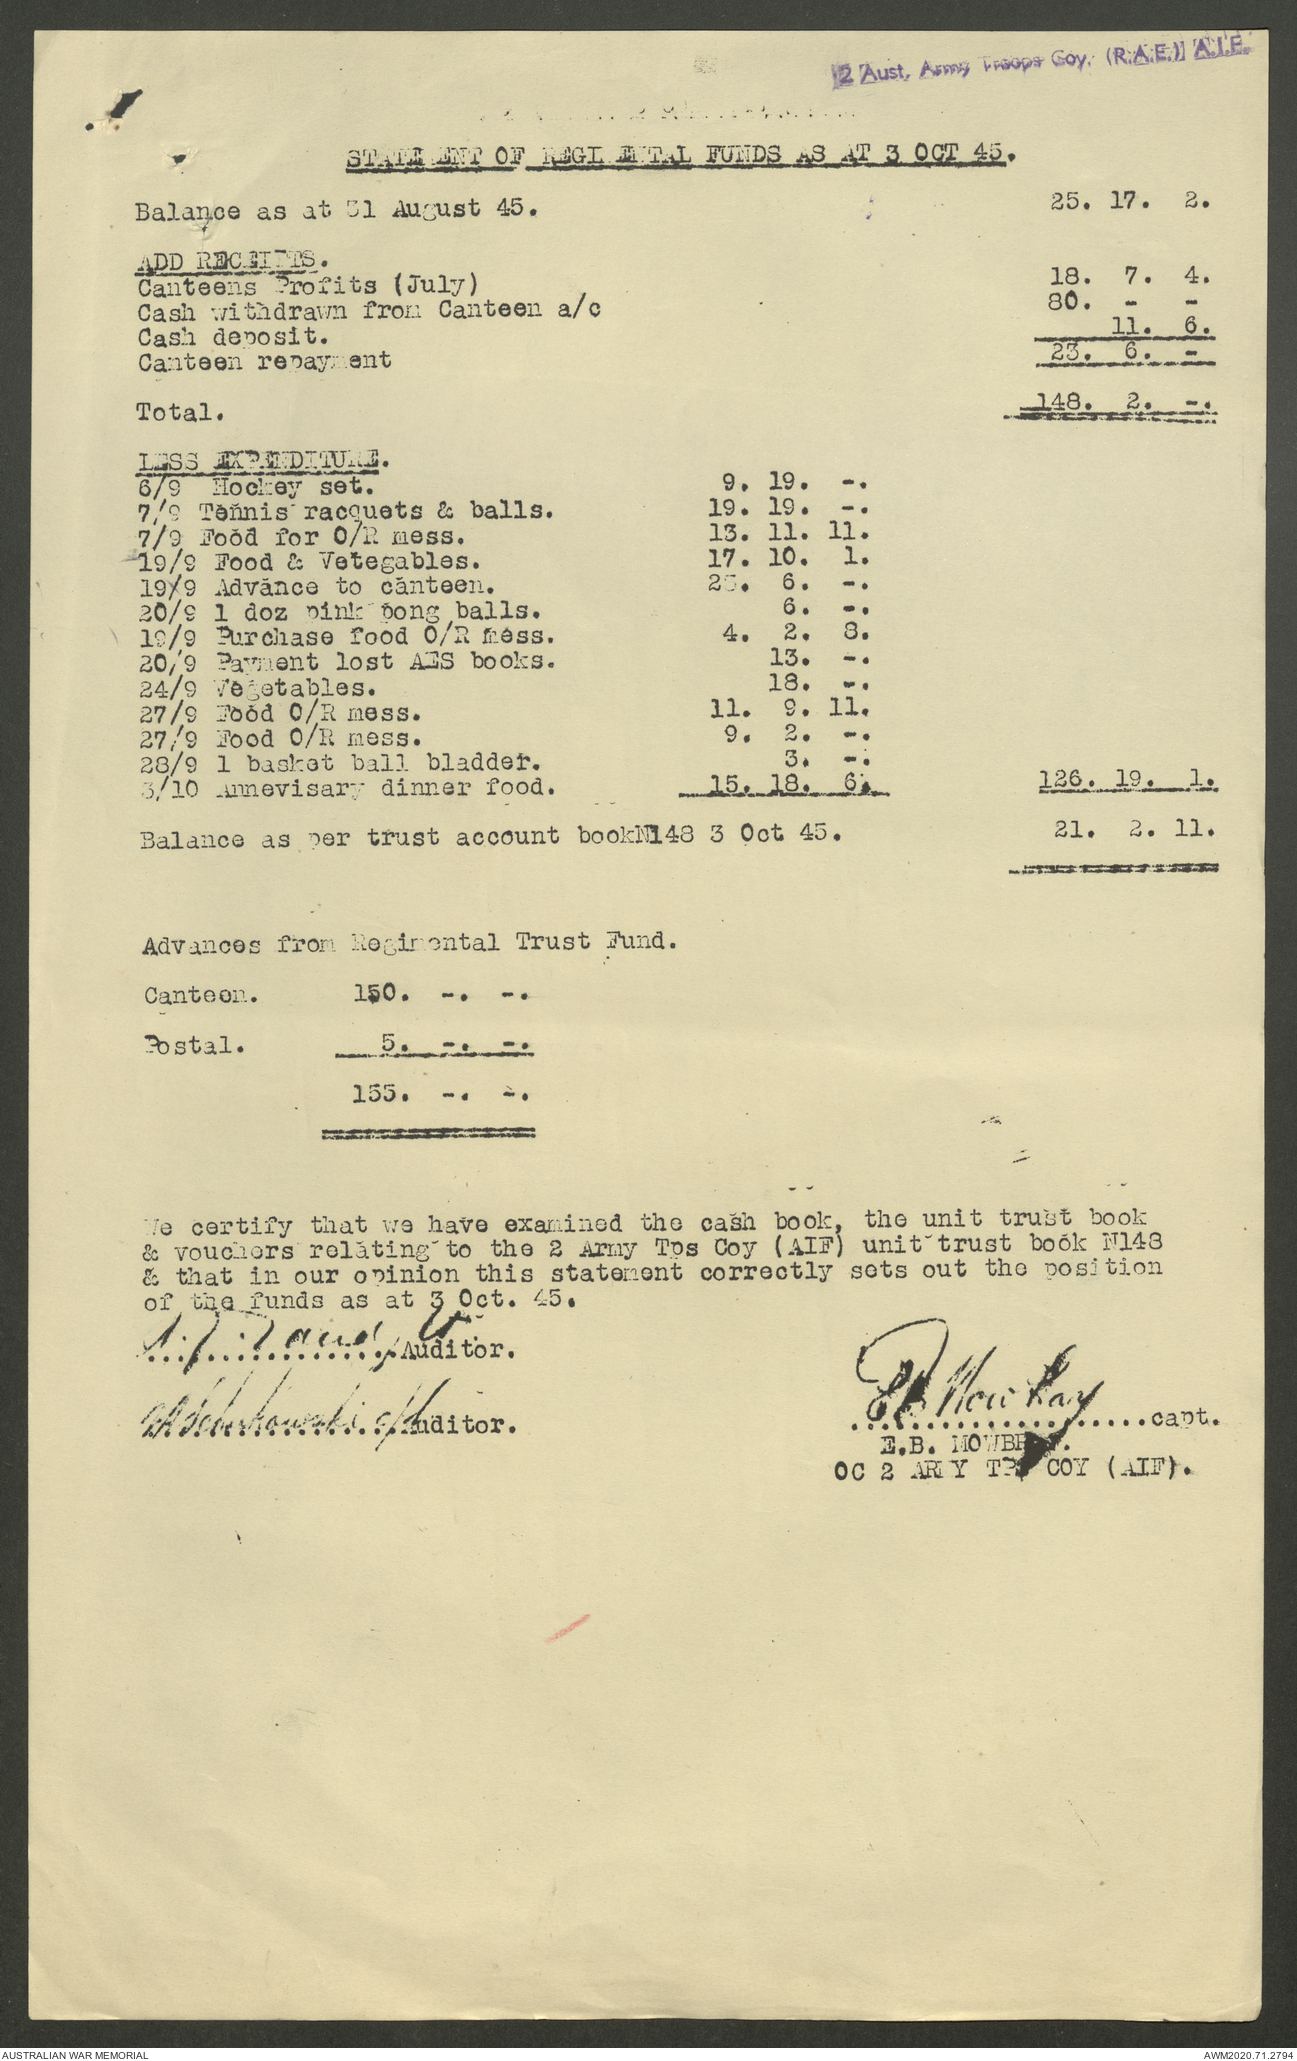 2 Aust. Army Troops Coy. (R.A.E.) A.I.F.
STATEMENT OF REGIMENTAL FUNDS AS AT 3 OCT 45.
Balance as at 31 August 45. 25. 17. 2.
ADD RECEIPTS.
Canteens Profits (July) 18. 7. 4.
Cash withdrawn from Canteen a/c 80. - -
Cash deposit. 11. 6.
Canteen repayment 23. 6. -
Total. 148. 2. -.
LESS EXPENDITURE.
6/9 Hockey set. 9. 19. -.
7/9 Tennis racquets & balls. 19. 19. -.
7/9 Food for O/R mess. 13. 11. 11.
19/9 Food & Vetegables. 17. 10. 1.
19/9 Advance to canteen. 23. 6. -.
20/9 1 doz pink pong balls. 6. -.
19/9 Purchase food O/R mess. 4. 2. 8.
20/9 Payment lost AES books. 13. -.
24/9 Vegetables. 18. -.
27/9 Food O/R mess. 11. 9. 11.
27/9 Food O/R mess. 9. 2. -.
28/9 1 basket ball bladder. 3. -.
3/10 Annevisary dinner food. 15. 18. 6. 126. 19. 1.
Balance as per trust account bookN148 3 Oct 45. 21. 2. 11.
Advances from Regimental Trust Fund.
Canteen. 150. -. -.
Postal. 5. -. -.
155. -. -.
We certify that we have examined the cash book, the unit trust book
& vouchers relating to the 2 Army Tps Coy (AIF) unit trust book N148
& that in our opinion this statement correctly sets out the position
of the funds as at 3 Oct. 45.
Auditor.
Auditor.
EB Mowbray capt.
E.B. MOWBRAY.
OC 2 ARMY TPS COY (AIF).
AUSTRALIAN WAR MEMORIAL
AWM2020.71.2794